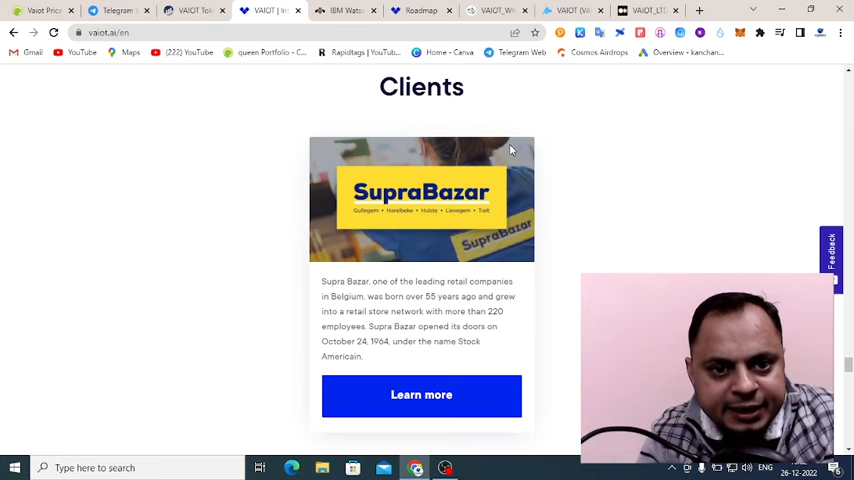 Vaiot Price
Telegram
VAIOT Tok
VAIOT | Int
IBM Watso
Roadmap
VAIOT_WH
VAIOT (VA
VAIOT_LTD
vaiot.ai/en
Gmail
YouTube
(222) YouTube
queen Portfolio - C...
Rapidtags | YouTub...
Home - Canva
Telegram Web
Cosmos Airdrops
Overview - kanchan...
Clients
SupraBazar
Gullegem • Harelbeke • Hulste • Lievegem • Tielt
SupraBazar
Supra Bazar, one of the leading retail companies
in Belgium, was born over 55 years ago and grew
into a retail store network with more than 220
employees. Supra Bazar opened its doors on
October 24, 1964, under the name Stock
Americain.
Learn more
Feedback
Type here to search
ENG
26-12-2022